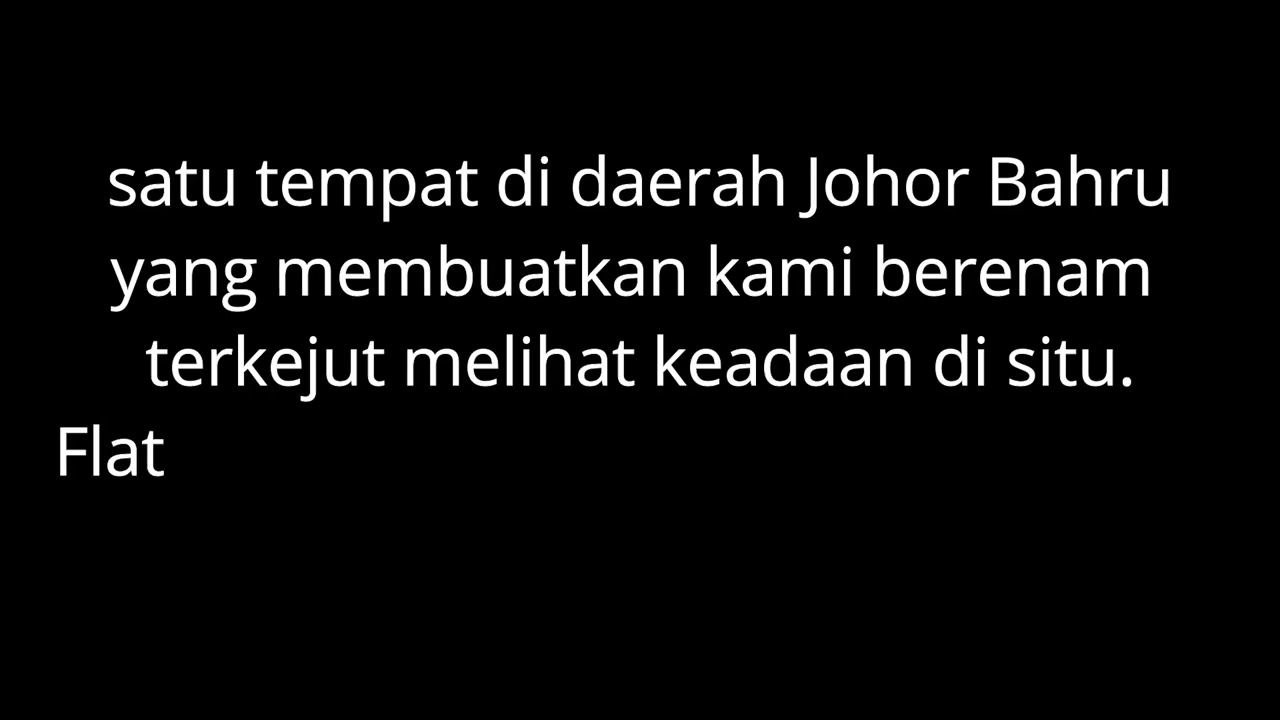 satu tempat di daerah Johor Bahru
yang membuatkan kami berenam
terkejut melihat keadaan di situ.
Flat